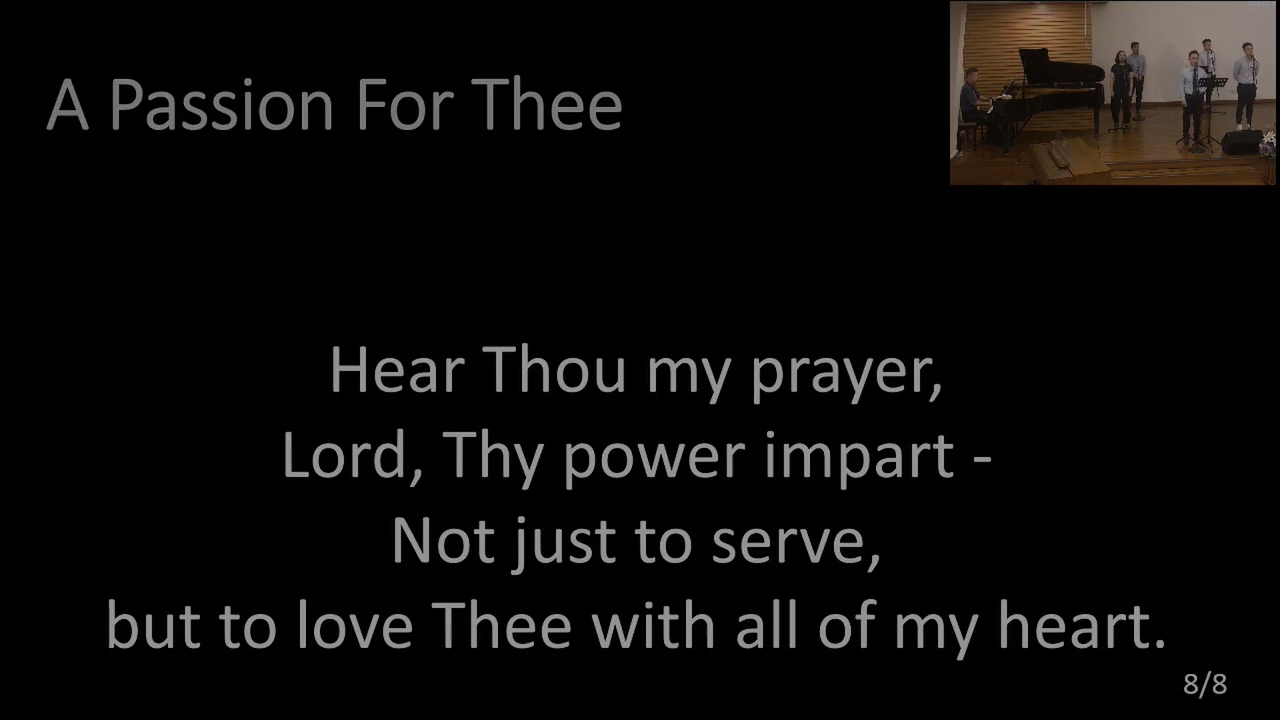 A Passion For Thee
Hear Thou my prayer,
Lord, Thy power impart -
Not just to serve,
but to love Thee with all of my heart.
8/8